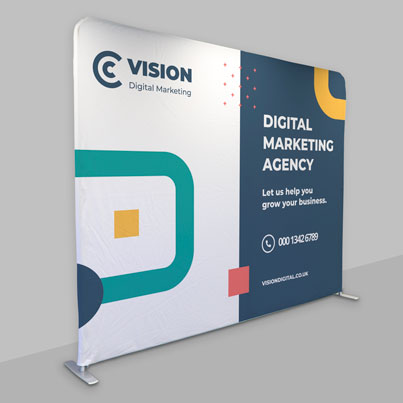 VISION
Digital Marketing
DIGITAL
MARKETING
AGENCY
Let us help you
grow your business.
000 1342 6789
VISIONDIGITAL.CO.UK